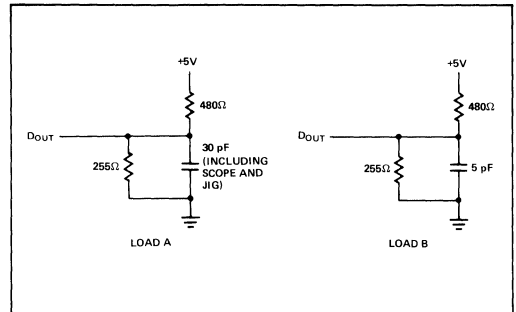 +5V
480Ω
DOUT
255Ω
30 pF
(INCLUDING
SCOPE AND
JIG)
LOAD A
+5V
480Ω
DOUT
255Ω
5 pF
LOAD B